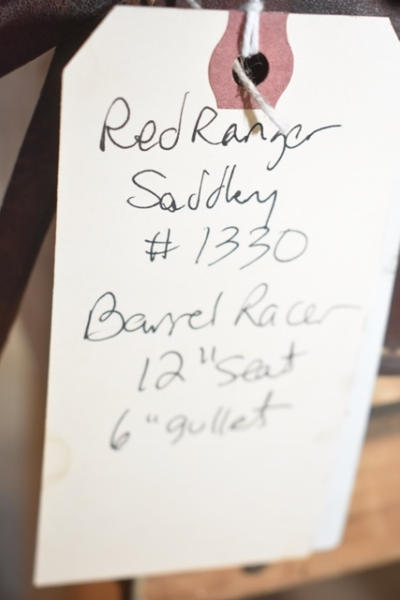 Red Ranger
Saddlery
# 1330
Barrel Racer
12" Seat
6" gullet